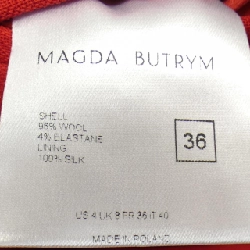 MAGDA BUTRYM
SHELL
96% WOOL
4% ELASTANE
LINING
100% SILK
36
US 4 UK 8 FR 36 IT 40
MADE IN POLAND